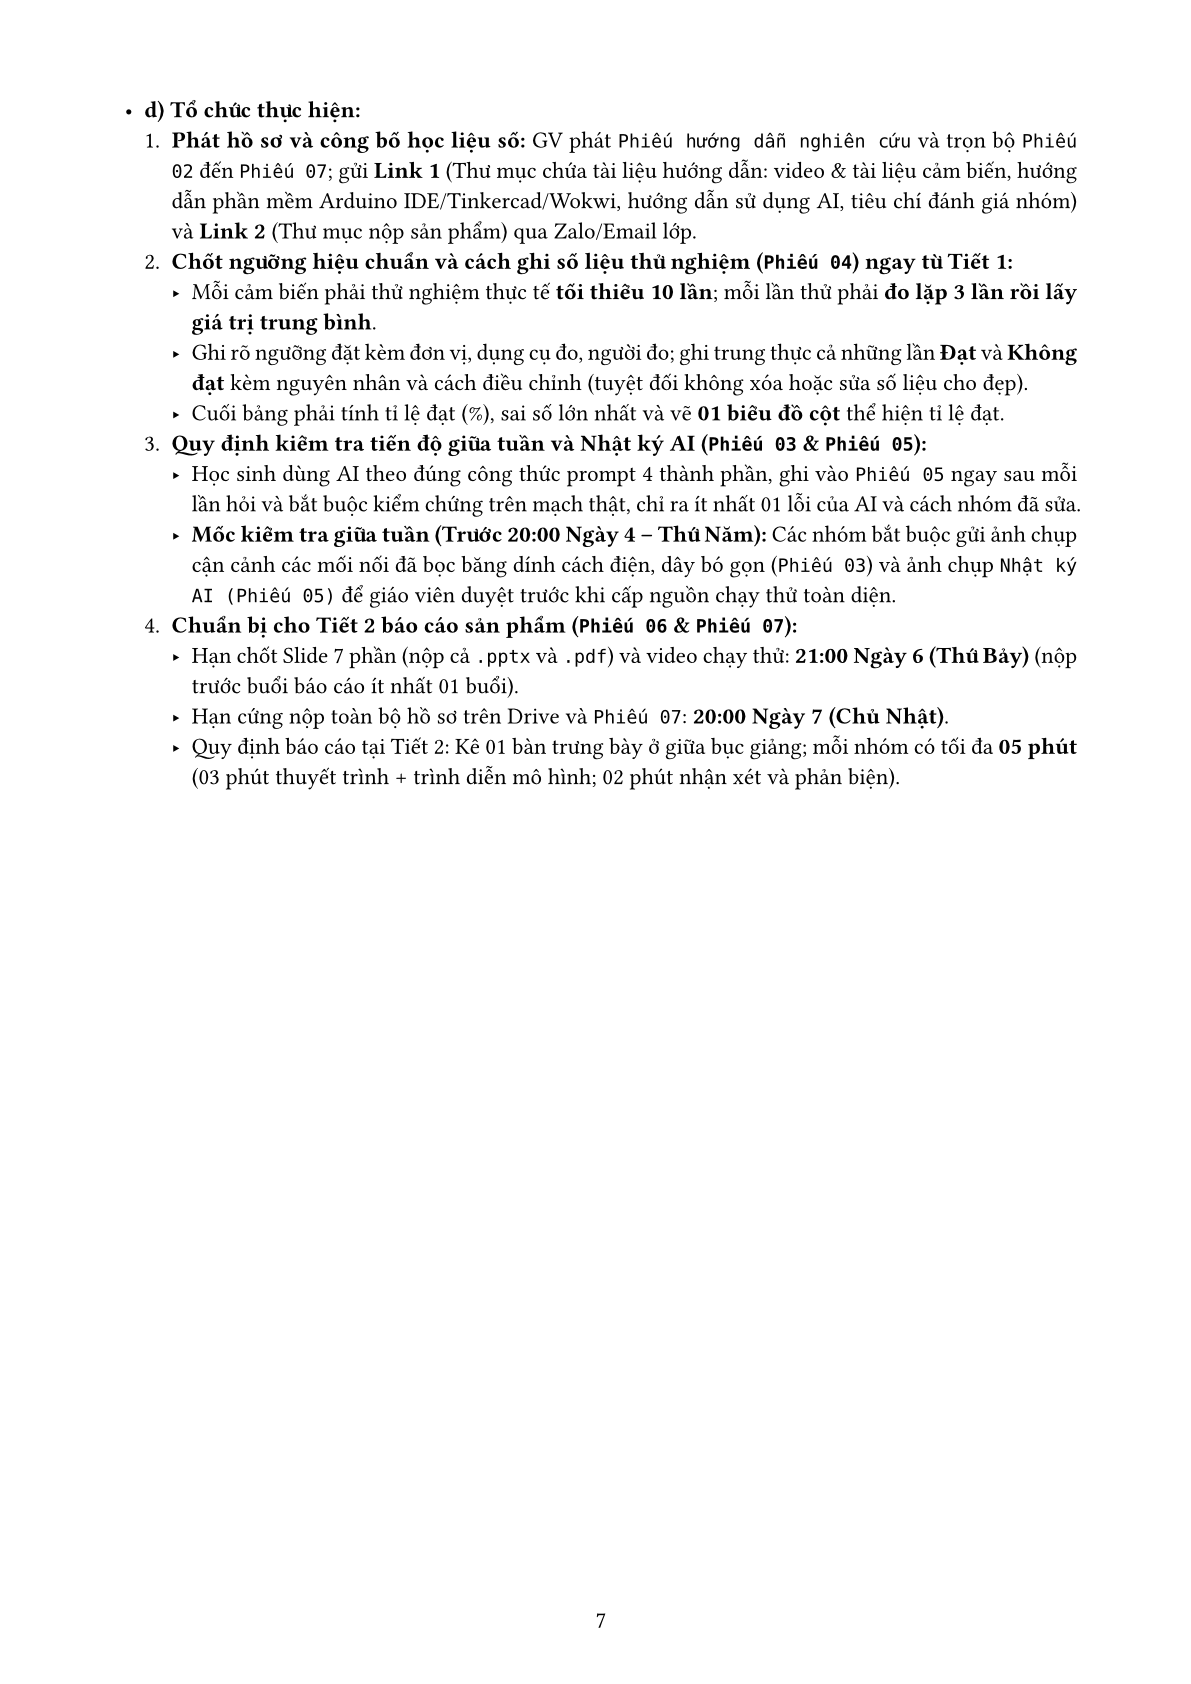 • d) Tổ chức thực hiện:
1. Phát hồ sơ và công bố học liệu số: GV phát Phiếu hướng dẫn nghiên cứu và trọn bộ Phiếu
02 đến Phiếu 07; gửi Link 1 (Thư mục chứa tài liệu hướng dẫn: video & tài liệu cảm biến, hướng
dẫn phần mềm Arduino IDE/Tinkercad/Wokwi, hướng dẫn sử dụng AI, tiêu chí đánh giá nhóm)
và Link 2 (Thư mục nộp sản phẩm) qua Zalo/Email lớp.
2. Chốt ngưỡng hiệu chuẩn và cách ghi số liệu thử nghiệm (Phiếu 04) ngay từ Tiết 1:
‣ Mỗi cảm biến phải thử nghiệm thực tế tối thiểu 10 lần; mỗi lần thử phải đo lặp 3 lần rồi lấy
giá trị trung bình.
‣ Ghi rõ ngưỡng đặt kèm đơn vị, dụng cụ đo, người đo; ghi trung thực cả những lần Đạt và Không
đạt kèm nguyên nhân và cách điều chỉnh (tuyệt đối không xóa hoặc sửa số liệu cho đẹp).
‣ Cuối bảng phải tính tỉ lệ đạt (%), sai số lớn nhất và vẽ 01 biểu đồ cột thể hiện tỉ lệ đạt.
3. Quy định kiểm tra tiến độ giữa tuần và Nhật ký AI (Phiếu 03 & Phiếu 05):
‣ Học sinh dùng AI theo đúng công thức prompt 4 thành phần, ghi vào Phiếu 05 ngay sau mỗi
lần hỏi và bắt buộc kiểm chứng trên mạch thật, chỉ ra ít nhất 01 lỗi của AI và cách nhóm đã sửa.
‣ Mốc kiểm tra giữa tuần (Trước 20:00 Ngày 4 – Thứ Năm): Các nhóm bắt buộc gửi ảnh chụp
cận cảnh các mối nối đã bọc băng dính cách điện, dây bó gọn (Phiếu 03) và ảnh chụp Nhật ký
AI (Phiếu 05) để giáo viên duyệt trước khi cấp nguồn chạy thử toàn diện.
4. Chuẩn bị cho Tiết 2 báo cáo sản phẩm (Phiếu 06 & Phiếu 07):
‣ Hạn chót Slide 7 phần (nộp cả .pptx và .pdf) và video chạy thử: 21:00 Ngày 6 (Thứ Bảy) (nộp
trước buổi báo cáo ít nhất 01 buổi).
‣ Hạn cứng nộp toàn bộ hồ sơ trên Drive và Phiếu 07: 20:00 Ngày 7 (Chủ Nhật).
‣ Quy định báo cáo tại Tiết 2: Kê 01 bàn trưng bày ở giữa bục giảng; mỗi nhóm có tối đa 05 phút
(03 phút thuyết trình + trình diễn mô hình; 02 phút nhận xét và phản biện).
7